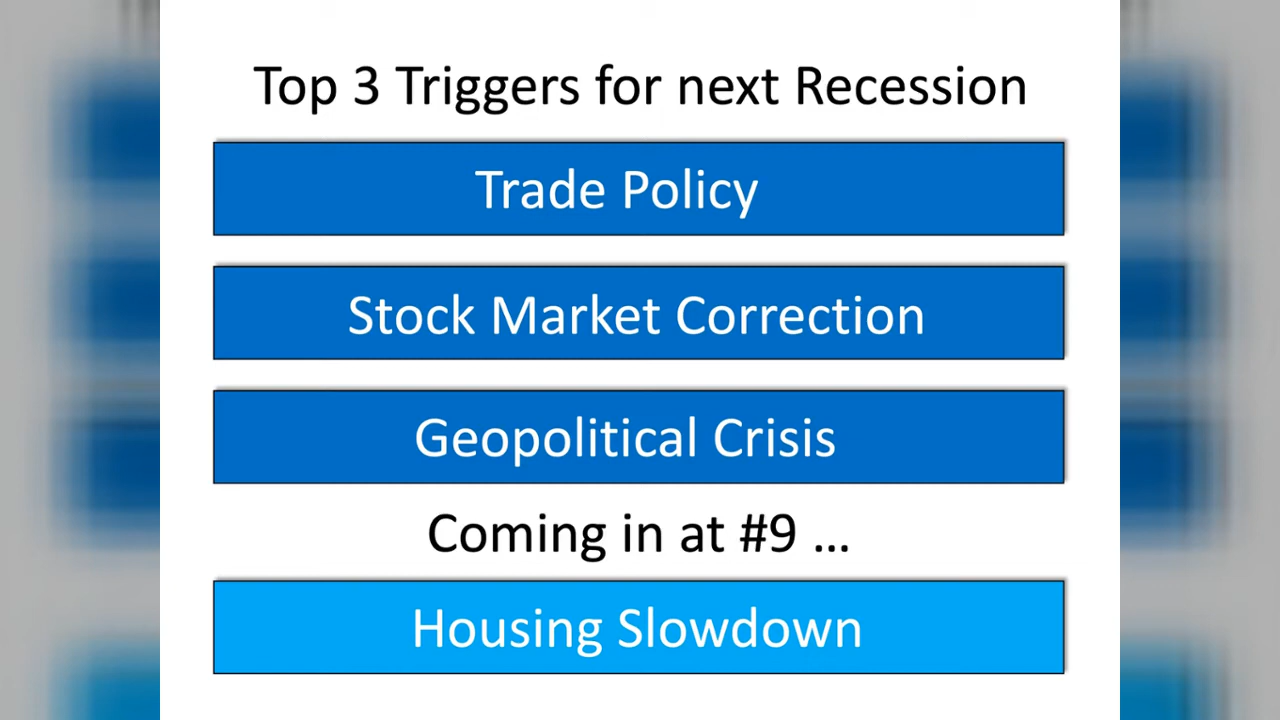 Top 3 Triggers for next Recession
Trade Policy
Stock Market Correction
Geopolitical Crisis
Coming in at #9 ...
Housing Slowdown